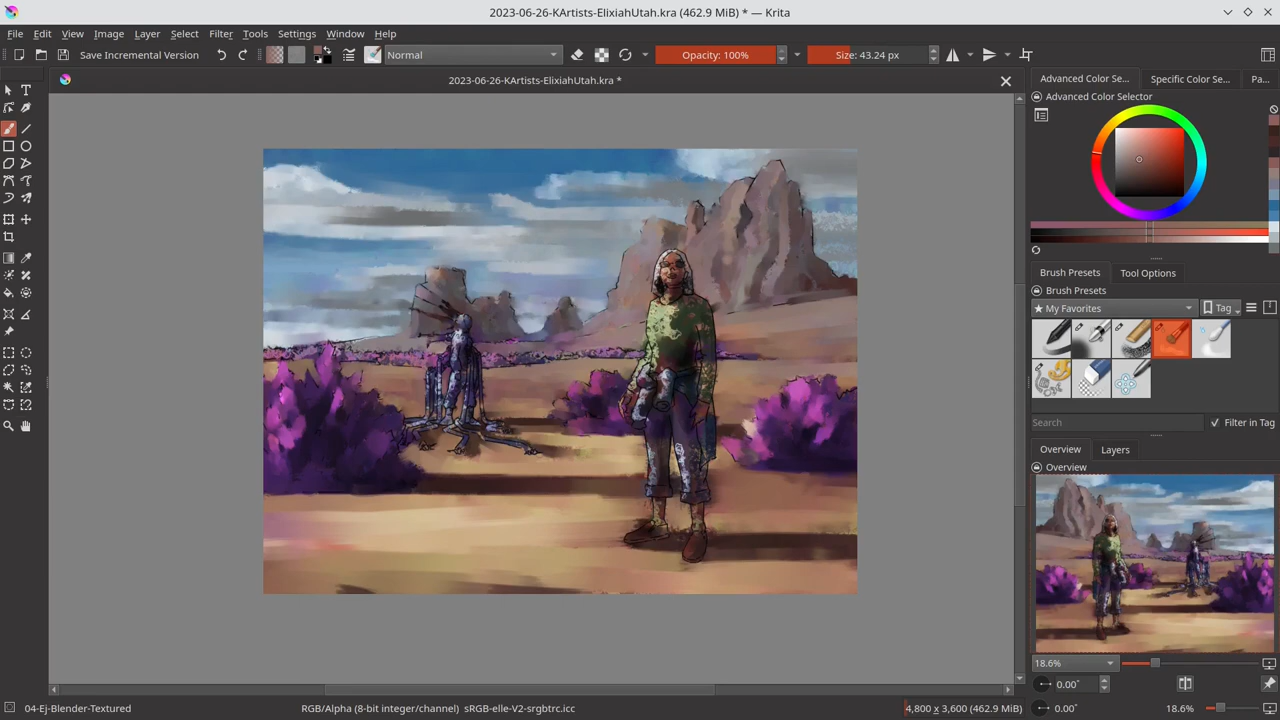 2023-06-26-KArtists-ElixiahUtah.kra (462.9 MiB) * — Krita
File Edit View Image Layer Select Filter Tools Settings Window Help
Save Incremental Version Normal Opacity: 100% Size: 43.24 px
2023-06-26-KArtists-ElixiahUtah.kra *
Advanced Color Se... Specific Color Se... Pa...
Advanced Color Selector
Brush Presets Tool Options
Brush Presets
★ My Favorites Tag
Search Filter in Tag
Overview Layers
Overview
18.6%
0.00°
04-Ej-Blender-Textured RGB/Alpha (8-bit integer/channel) sRGB-elle-V2-srgbtrc.icc 4,800 x 3,600 (462.9 MiB) 0.00° 18.6%